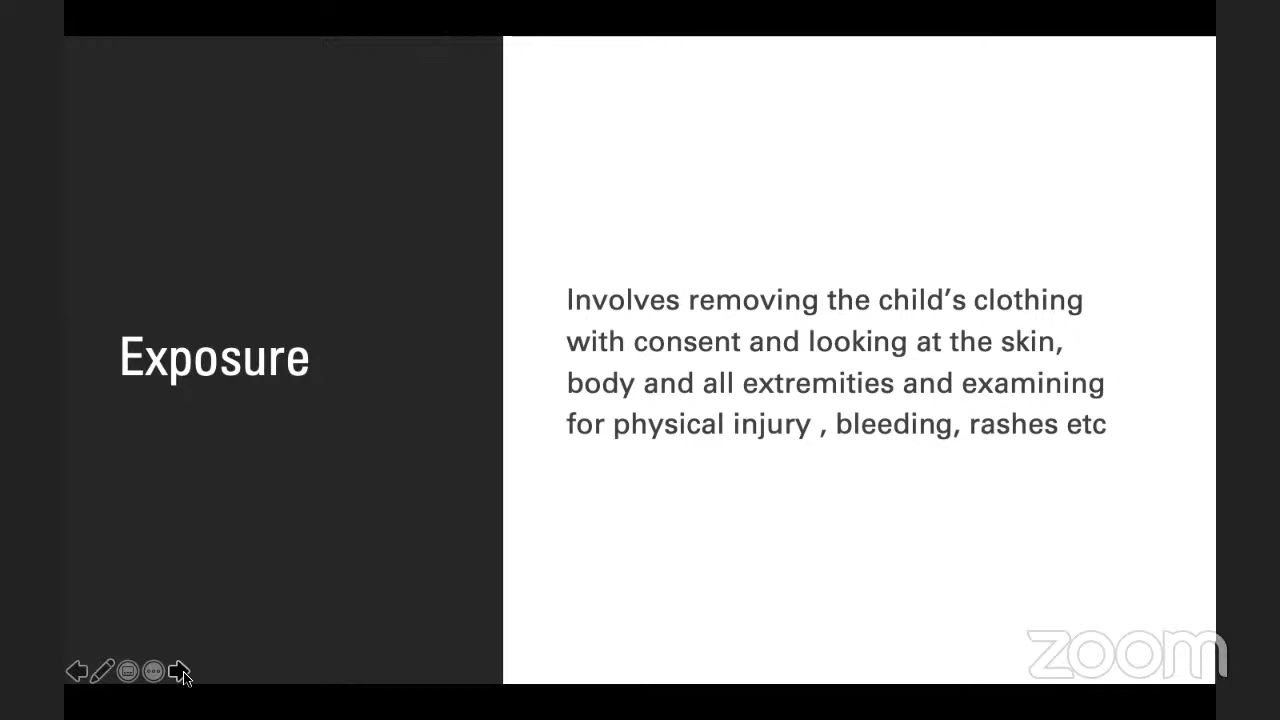 Exposure
Involves removing the child’s clothing
with consent and looking at the skin,
body and all extremities and examining
for physical injury , bleeding, rashes etc
zoom